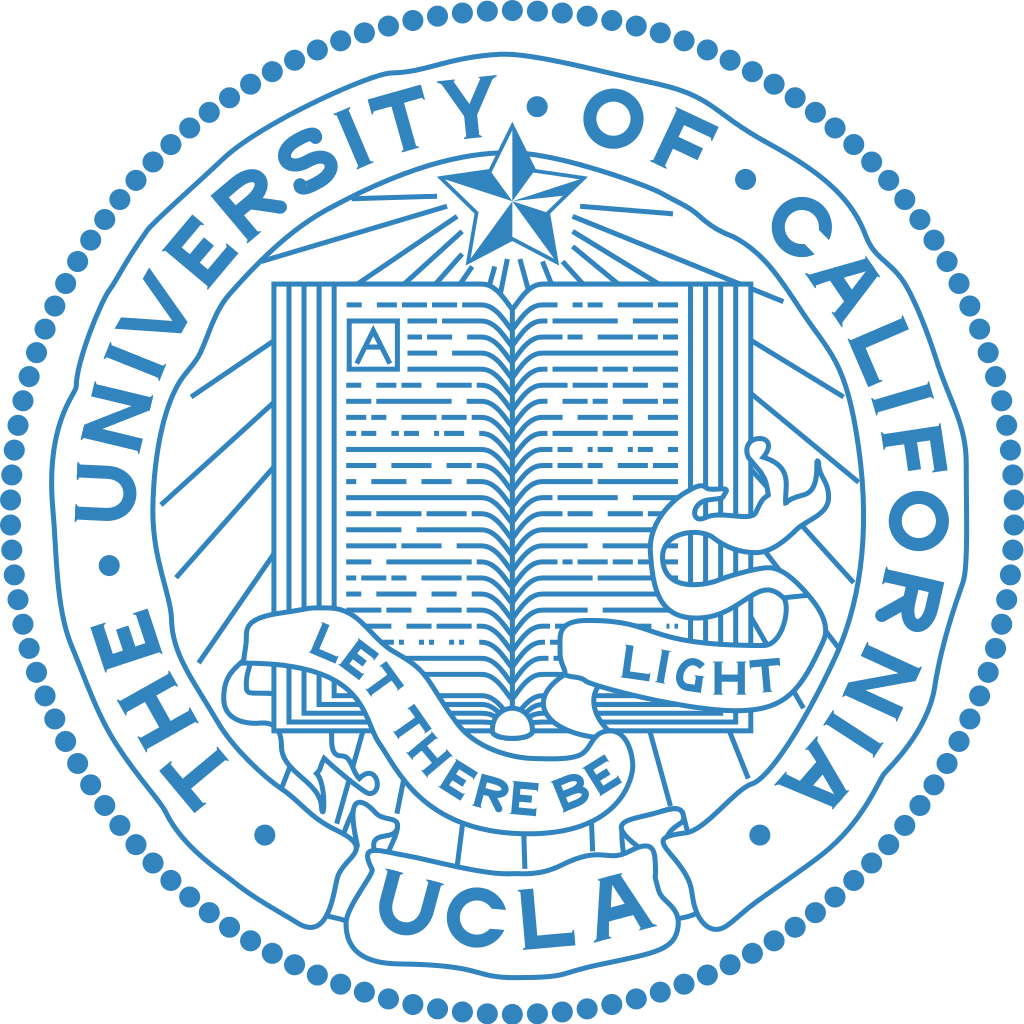 · THE · UNIVERSITY · OF · CALIFORNIA ·
A
LET THERE BE
LIGHT
UCLA